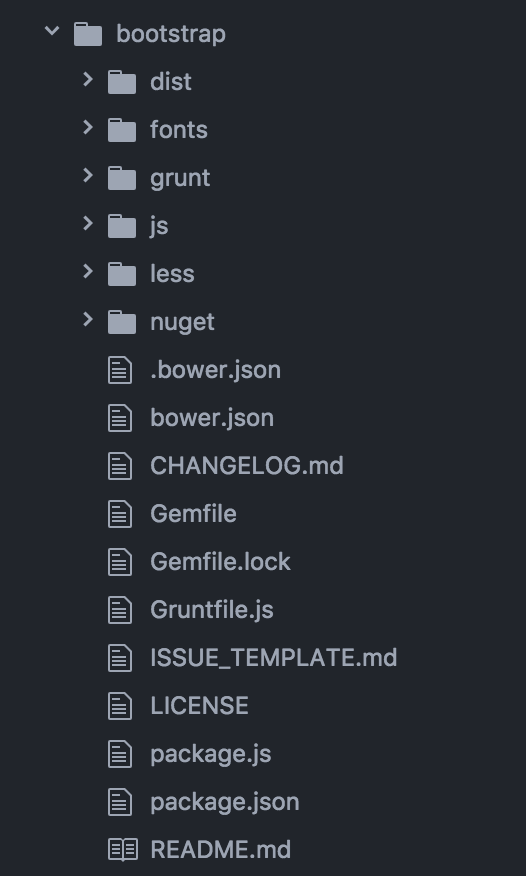 bootstrap
dist
fonts
grunt
js
less
nuget
.bower.json
bower.json
CHANGELOG.md
Gemfile
Gemfile.lock
Gruntfile.js
ISSUE_TEMPLATE.md
LICENSE
package.js
package.json
README.md